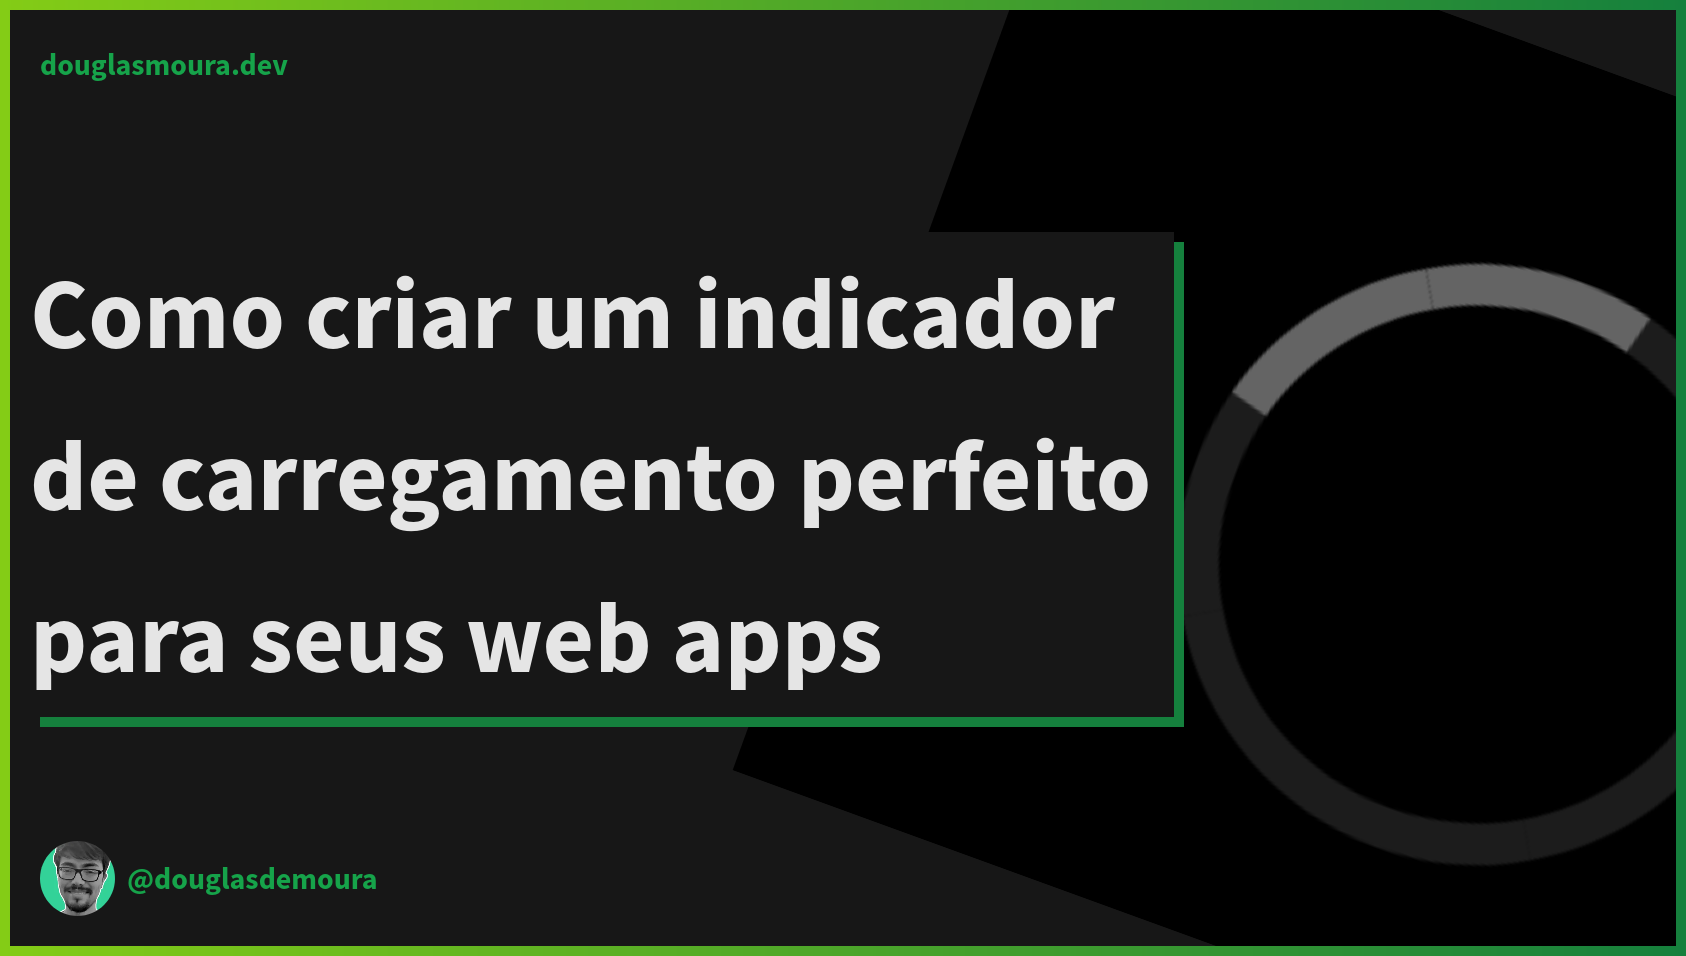 douglasmoura.dev
Como criar um indicador
de carregamento perfeito
para seus web apps
@douglasdemoura